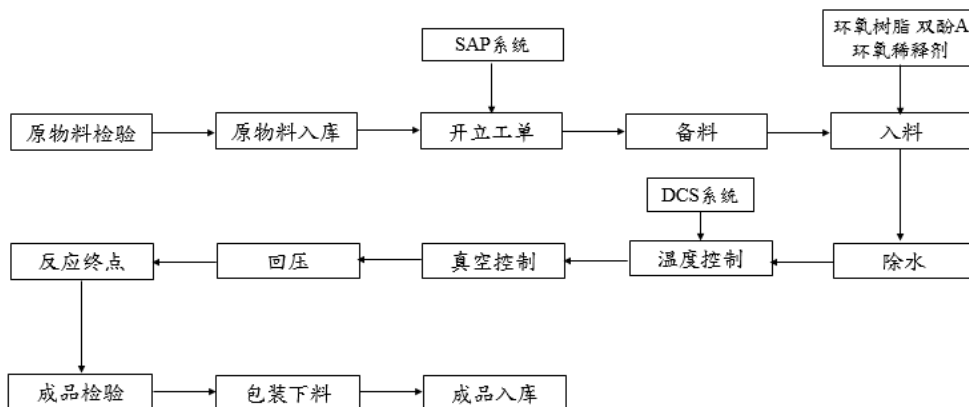 SAP系统
环氧树脂 双酚A
环氧稀释剂
原物料检验
原物料入库
开立工单
备料
入料
DCS系统
反应终点
回压
真空控制
温度控制
除水
成品检验
包装下料
成品入库